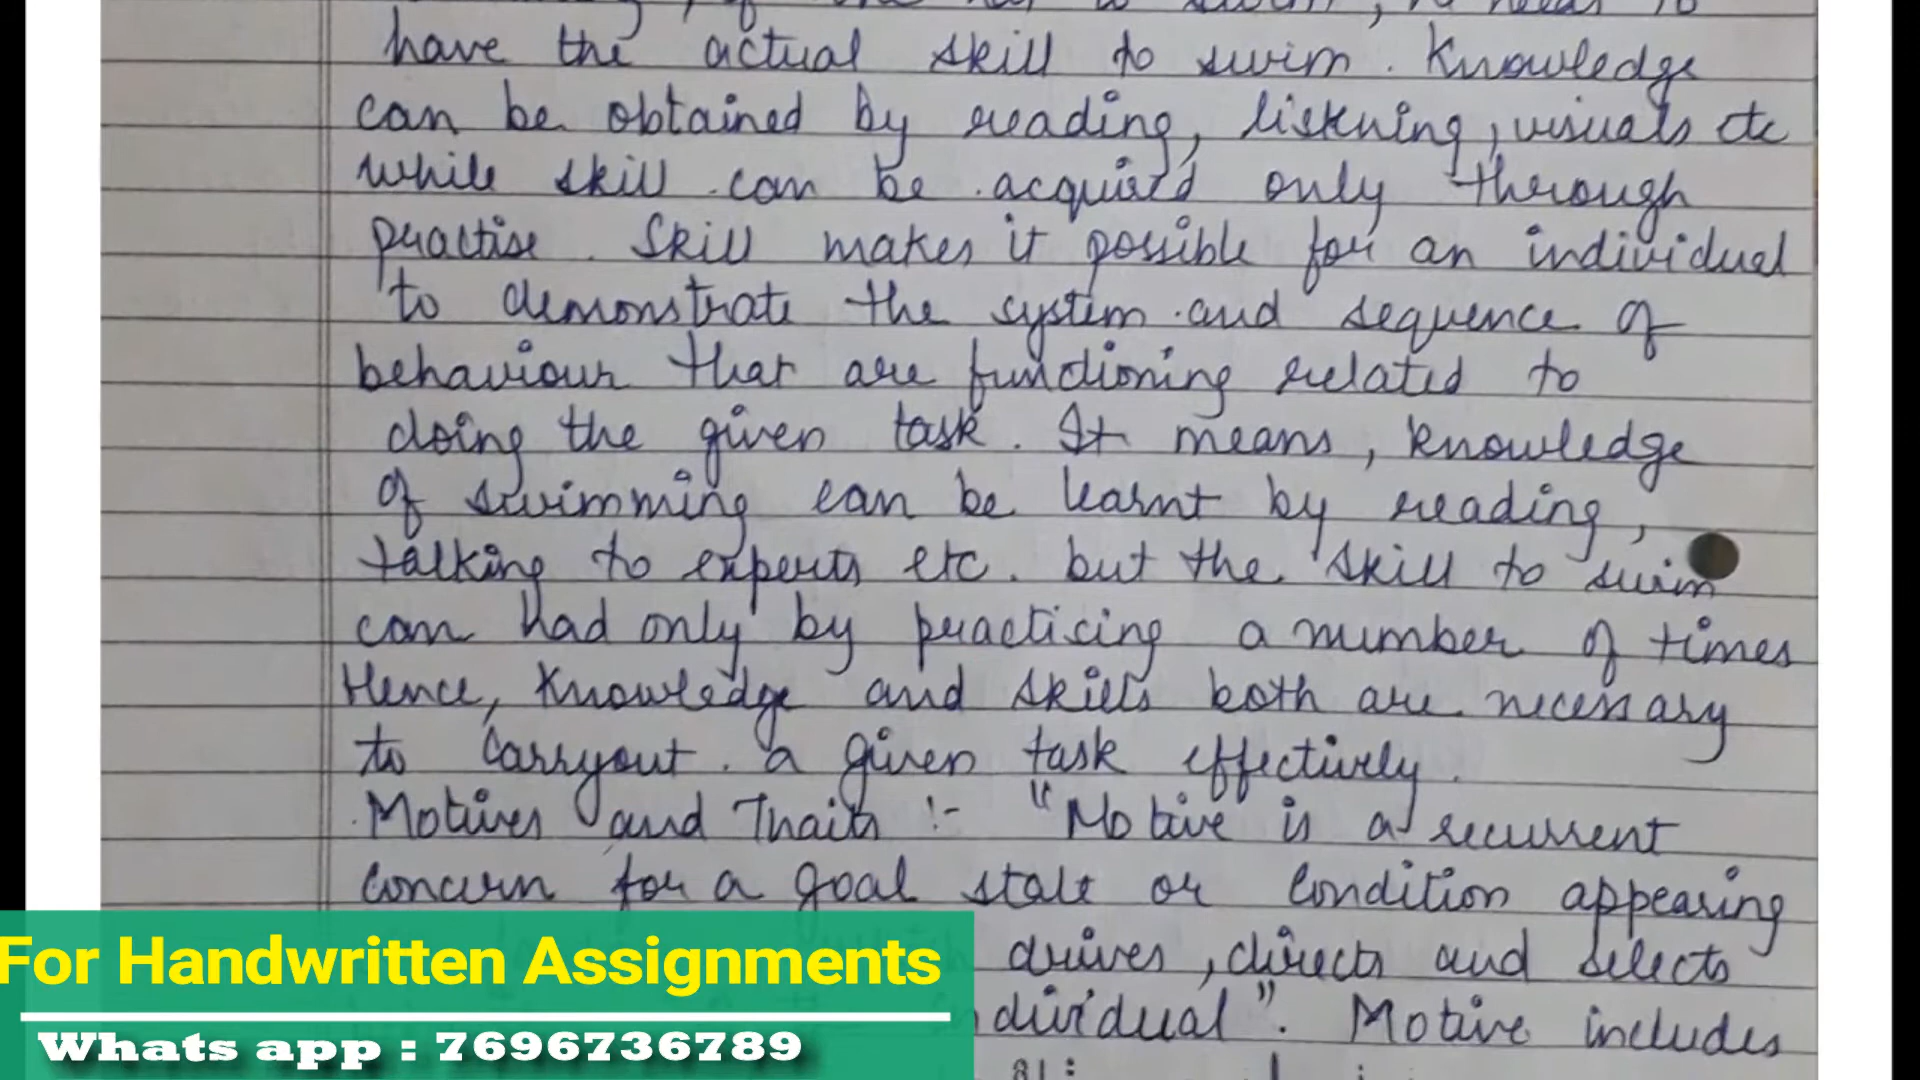 have the actual skill to swim. Knowledge
can be obtained by reading, listening, visuals etc
while skill can be acquired only through
practise. Skill makes it possible for an individual
to demonstrate the system and sequence of
behaviour that are functioning related to
doing the given task. It means, knowledge
of swimming can be learnt by reading,
talking to experts etc. but the skill to swim
can had only by practicing a number of times
Hence, knowledge and skills both are necessary
to carryout a given task effectively.
Motives and Traits :- "Motive is a recurrent
concern for a goal state or condition appearing
drives, directs and selects
individual". Motive includes
For Handwritten Assignments
Whats app : 7696736789